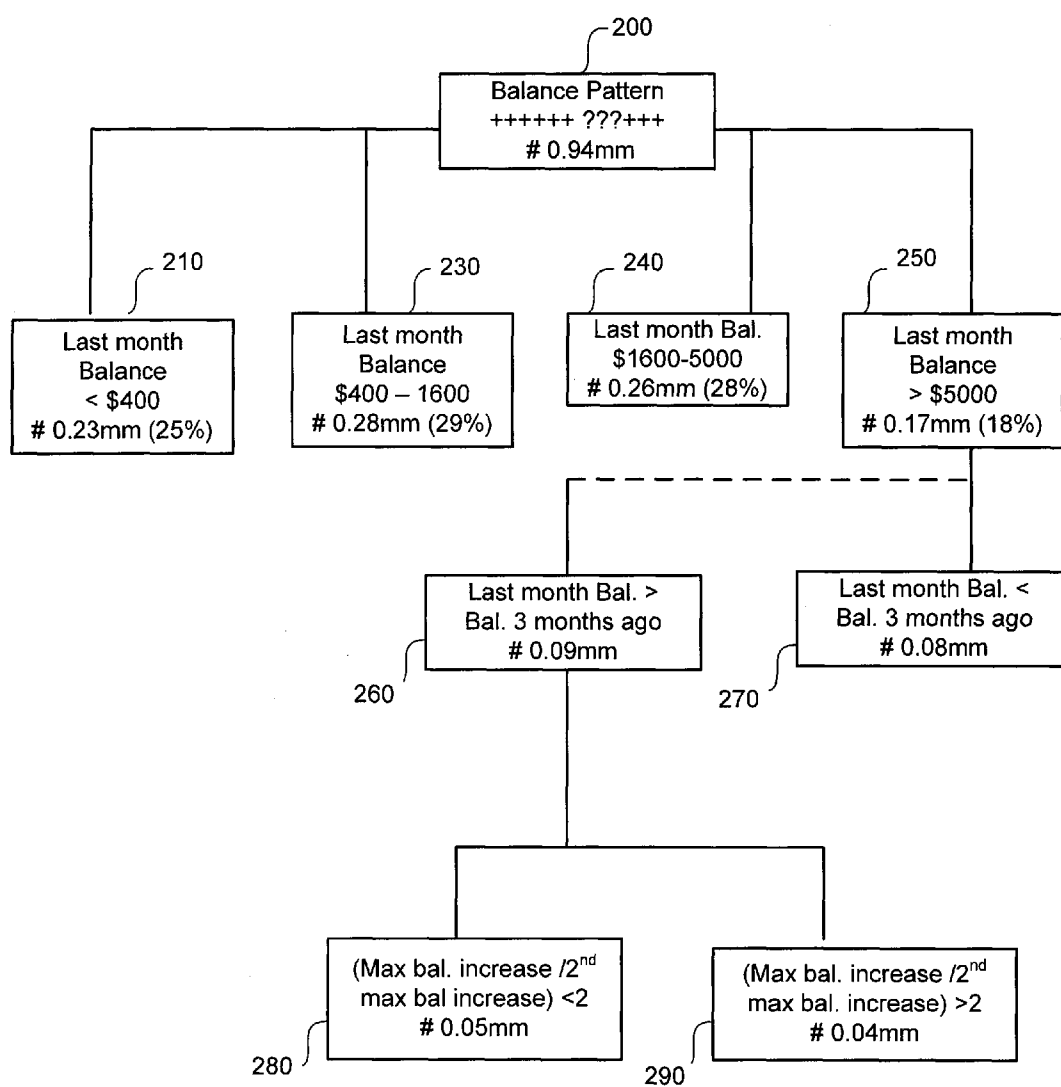 200
Balance Pattern
++++++ ???+++
# 0.94mm
210
Last month
Balance
< $400
# 0.23mm (25%)
230
Last month
Balance
$400 – 1600
# 0.28mm (29%)
240
Last month Bal.
$1600-5000
# 0.26mm (28%)
250
Last month
Balance
> $5000
# 0.17mm (18%)
Last month Bal. >
Bal. 3 months ago
# 0.09mm
260
Last month Bal. <
Bal. 3 months ago
# 0.08mm
270
(Max bal. increase /2nd
max bal increase) <2
# 0.05mm
280
(Max bal. increase /2nd
max bal. increase) >2
# 0.04mm
290